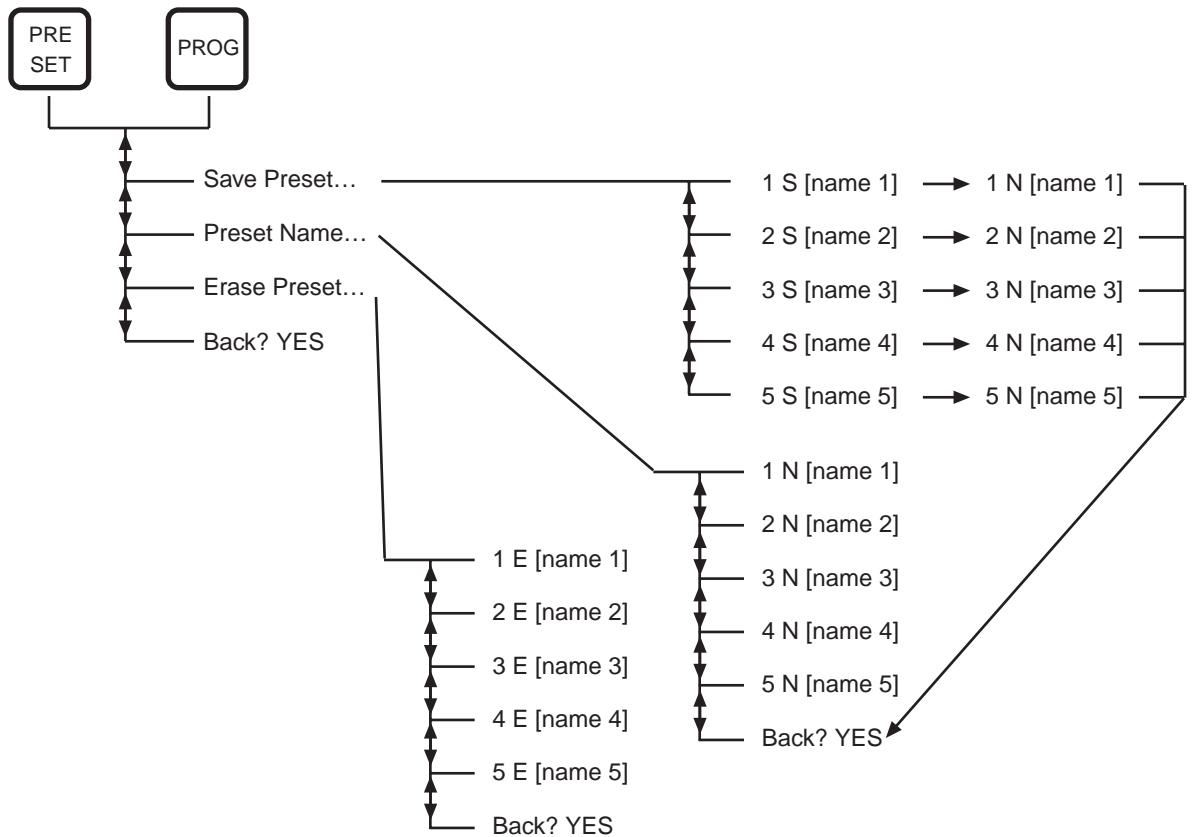 PRE
SET
PROG
Save Preset…
Preset Name…
Erase Preset…
Back? YES
1 S [name 1]
1 N [name 1]
2 S [name 2]
2 N [name 2]
3 S [name 3]
3 N [name 3]
4 S [name 4]
4 N [name 4]
5 S [name 5]
5 N [name 5]
1 N [name 1]
2 N [name 2]
3 N [name 3]
4 N [name 4]
5 N [name 5]
Back? YES
1 E [name 1]
2 E [name 2]
3 E [name 3]
4 E [name 4]
5 E [name 5]
Back? YES